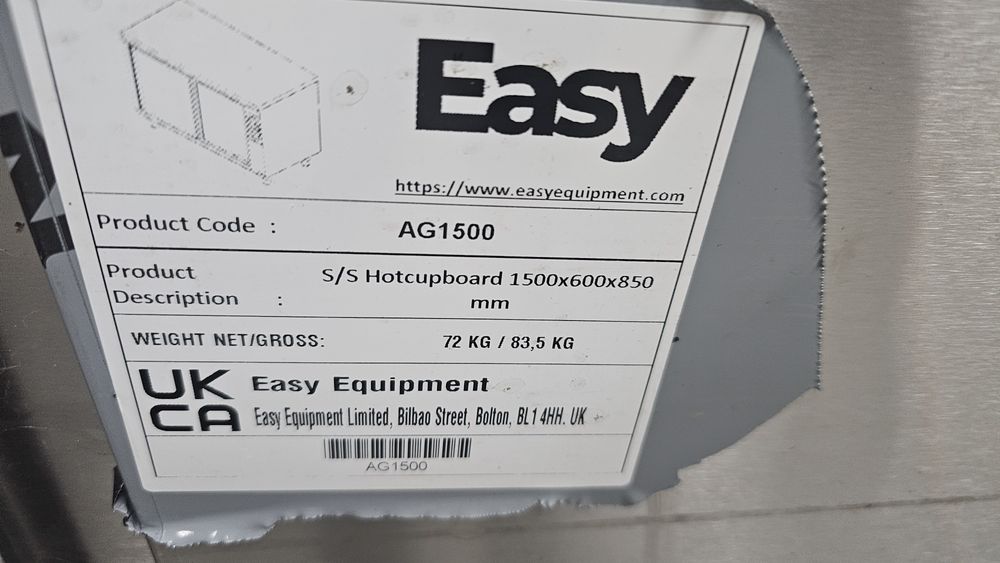 Easy
https://www.easyequipment.com
Product Code : AG1500
Product Description : S/S Hotcupboard 1500x600x850 mm
WEIGHT NET/GROSS: 72 KG / 83,5 KG
UK CA
Easy Equipment
Easy Equipment Limited, Bilbao Street, Bolton, BL1 4HH. UK
AG1500